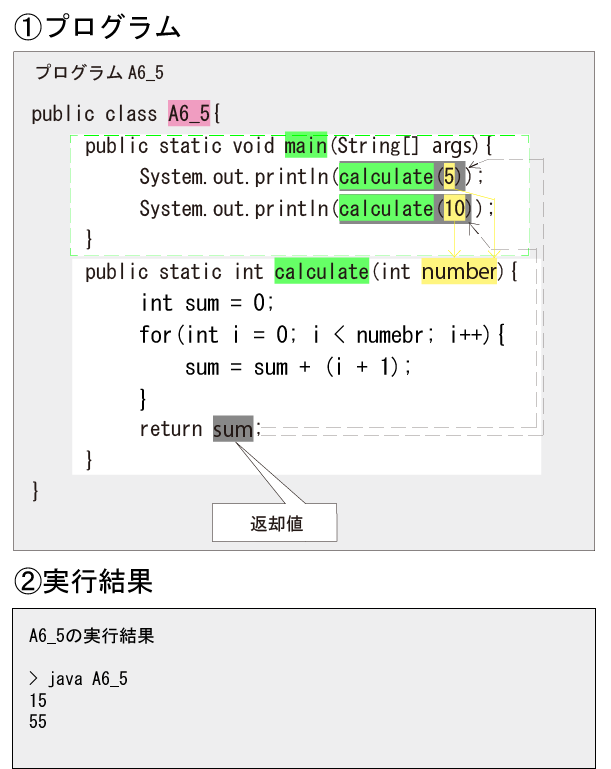 ①プログラム
プログラム A6_5
public class A6_5{
public static void main(String[] args){
System.out.println(calculate(5));
System.out.println(calculate(10));
}
public static int calculate(int number){
int sum = 0;
for(int i = 0; i < numebr; i++){
sum = sum + (i + 1);
}
return sum;
}
}
返却値
②実行結果
A6_5の実行結果
> java A6_5
15
55